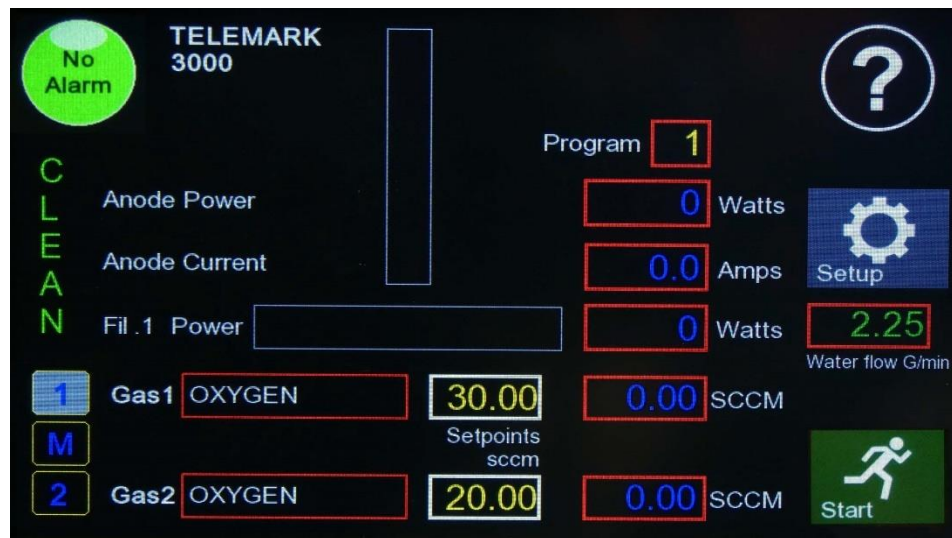 No
Alarm
TELEMARK
3000
?
Program 1
CLEAN
Anode Power 0 Watts
Anode Current 0.0 Amps
Setup
Fil .1 Power 0 Watts
2.25
Water flow G/min
1 Gas1 OXYGEN 30.00 0.00 SCCM
M
Setpoints
sccm
2 Gas2 OXYGEN 20.00 0.00 SCCM
Start